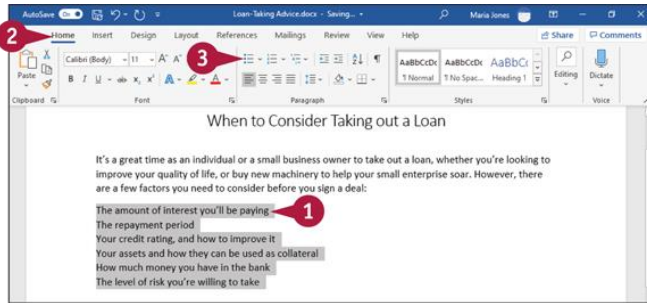 AutoSave On Loan-Taking Advice.docx - Saving... Maria Jones
2 Home Insert Design Layout References Mailings Review View Help Share Comments
3
Calibri (Body) 11 A A
AaBbCcDc AaBbCcDc AaBbCc
Paste B I U ab x, x² A A ¶ Normal ¶ No Spac... Heading 1 Editing Dictate
Clipboard Font Paragraph Styles Voice
When to Consider Taking out a Loan
It's a great time as an individual or a small business owner to take out a loan, whether you're looking to
improve your quality of life, or buy new machinery to help your small enterprise soar. However, there
are a few factors you need to consider before you sign a deal:
The amount of interest you'll be paying 1
The repayment period
Your credit rating, and how to improve it
Your assets and how they can be used as collateral
How much money you have in the bank
The level of risk you're willing to take